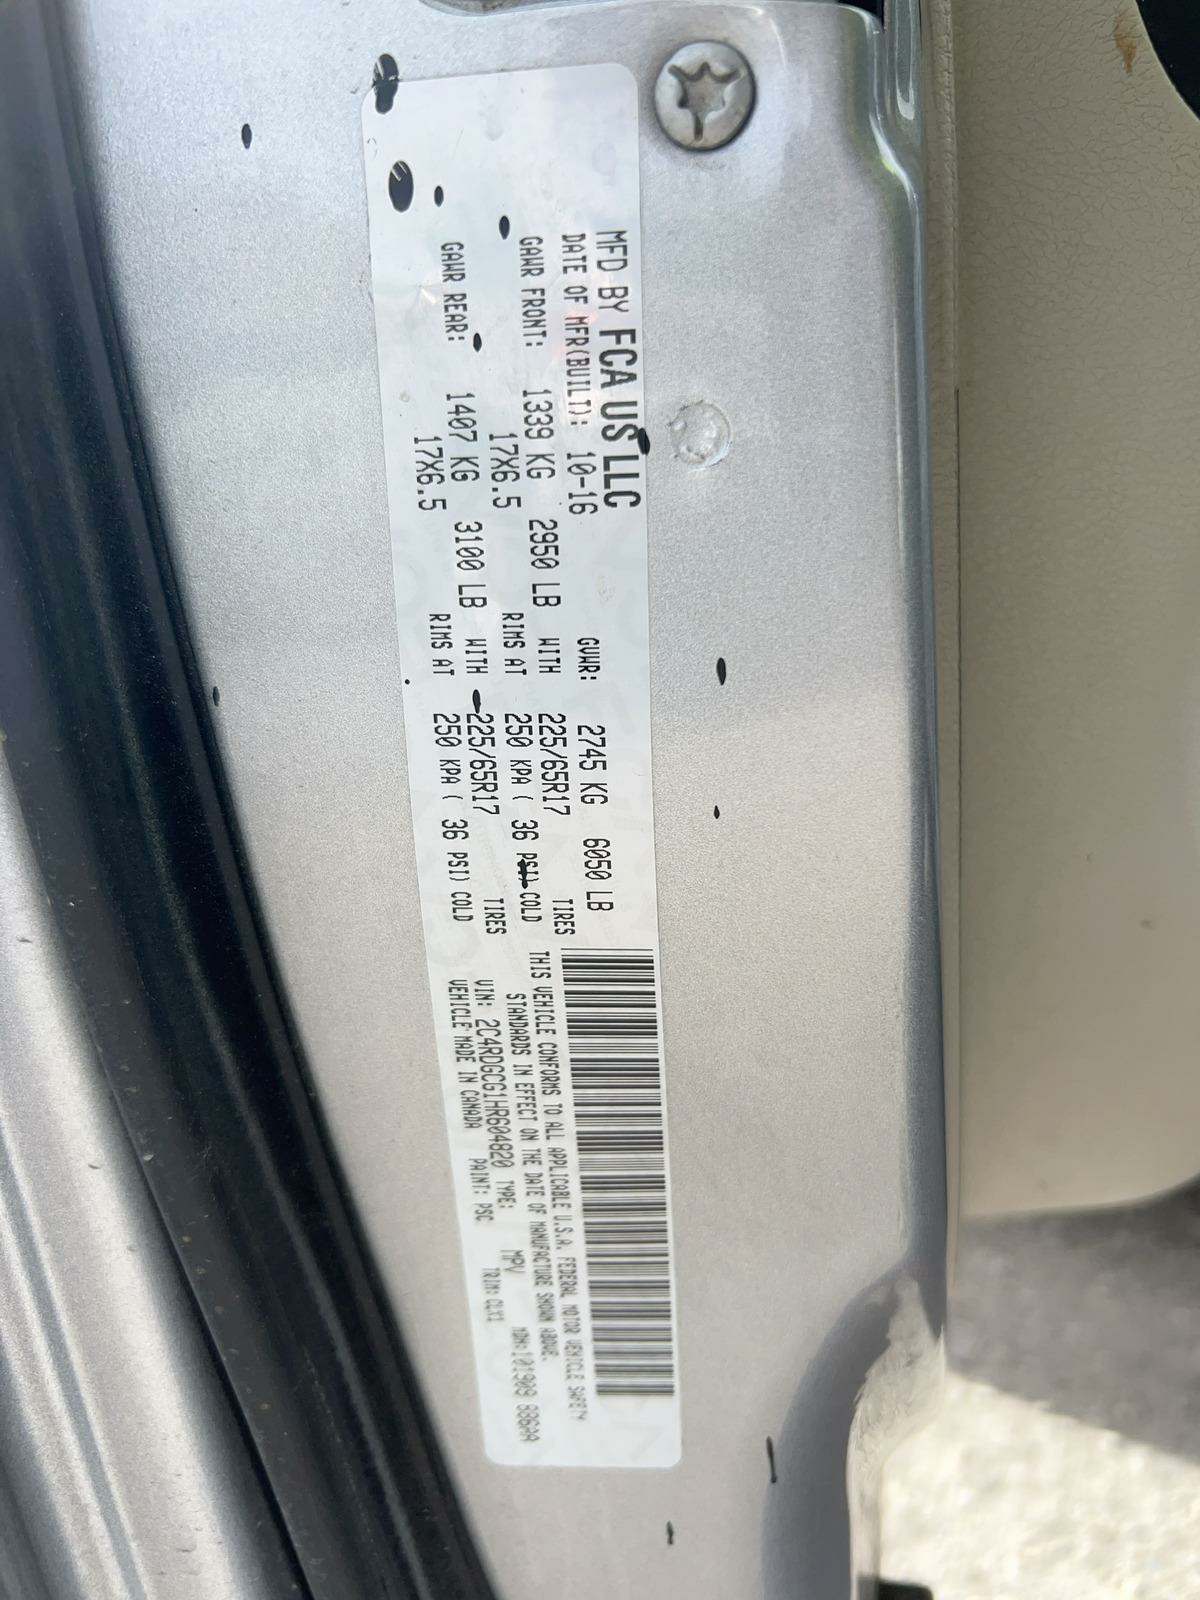 MFD BY FCA US LLC
DATE OF MFR(BUILT): 10-16 GVWR: 2745 KG 6050 LB
GAWR FRONT: 1339 KG 2950 LB WITH 225/65R17 TIRES
17X6.5 RIMS AT 250 KPA ( 36 PSI) COLD
GAWR REAR: 1407 KG 3100 LB WITH 225/65R17 TIRES
17X6.5 RIMS AT 250 KPA ( 36 PSI) COLD
THIS VEHICLE CONFORMS TO ALL APPLICABLE U.S.A. FEDERAL MOTOR VEHICLE SAFETY
STANDARDS IN EFFECT ON THE DATE OF MANUFACTURE SHOWN ABOVE.
VIN: 2C4RDGCG1HR604820 TYPE: MPV MDH:101909
VEHICLE MADE IN CANADA PAINT: PSC TRIM: